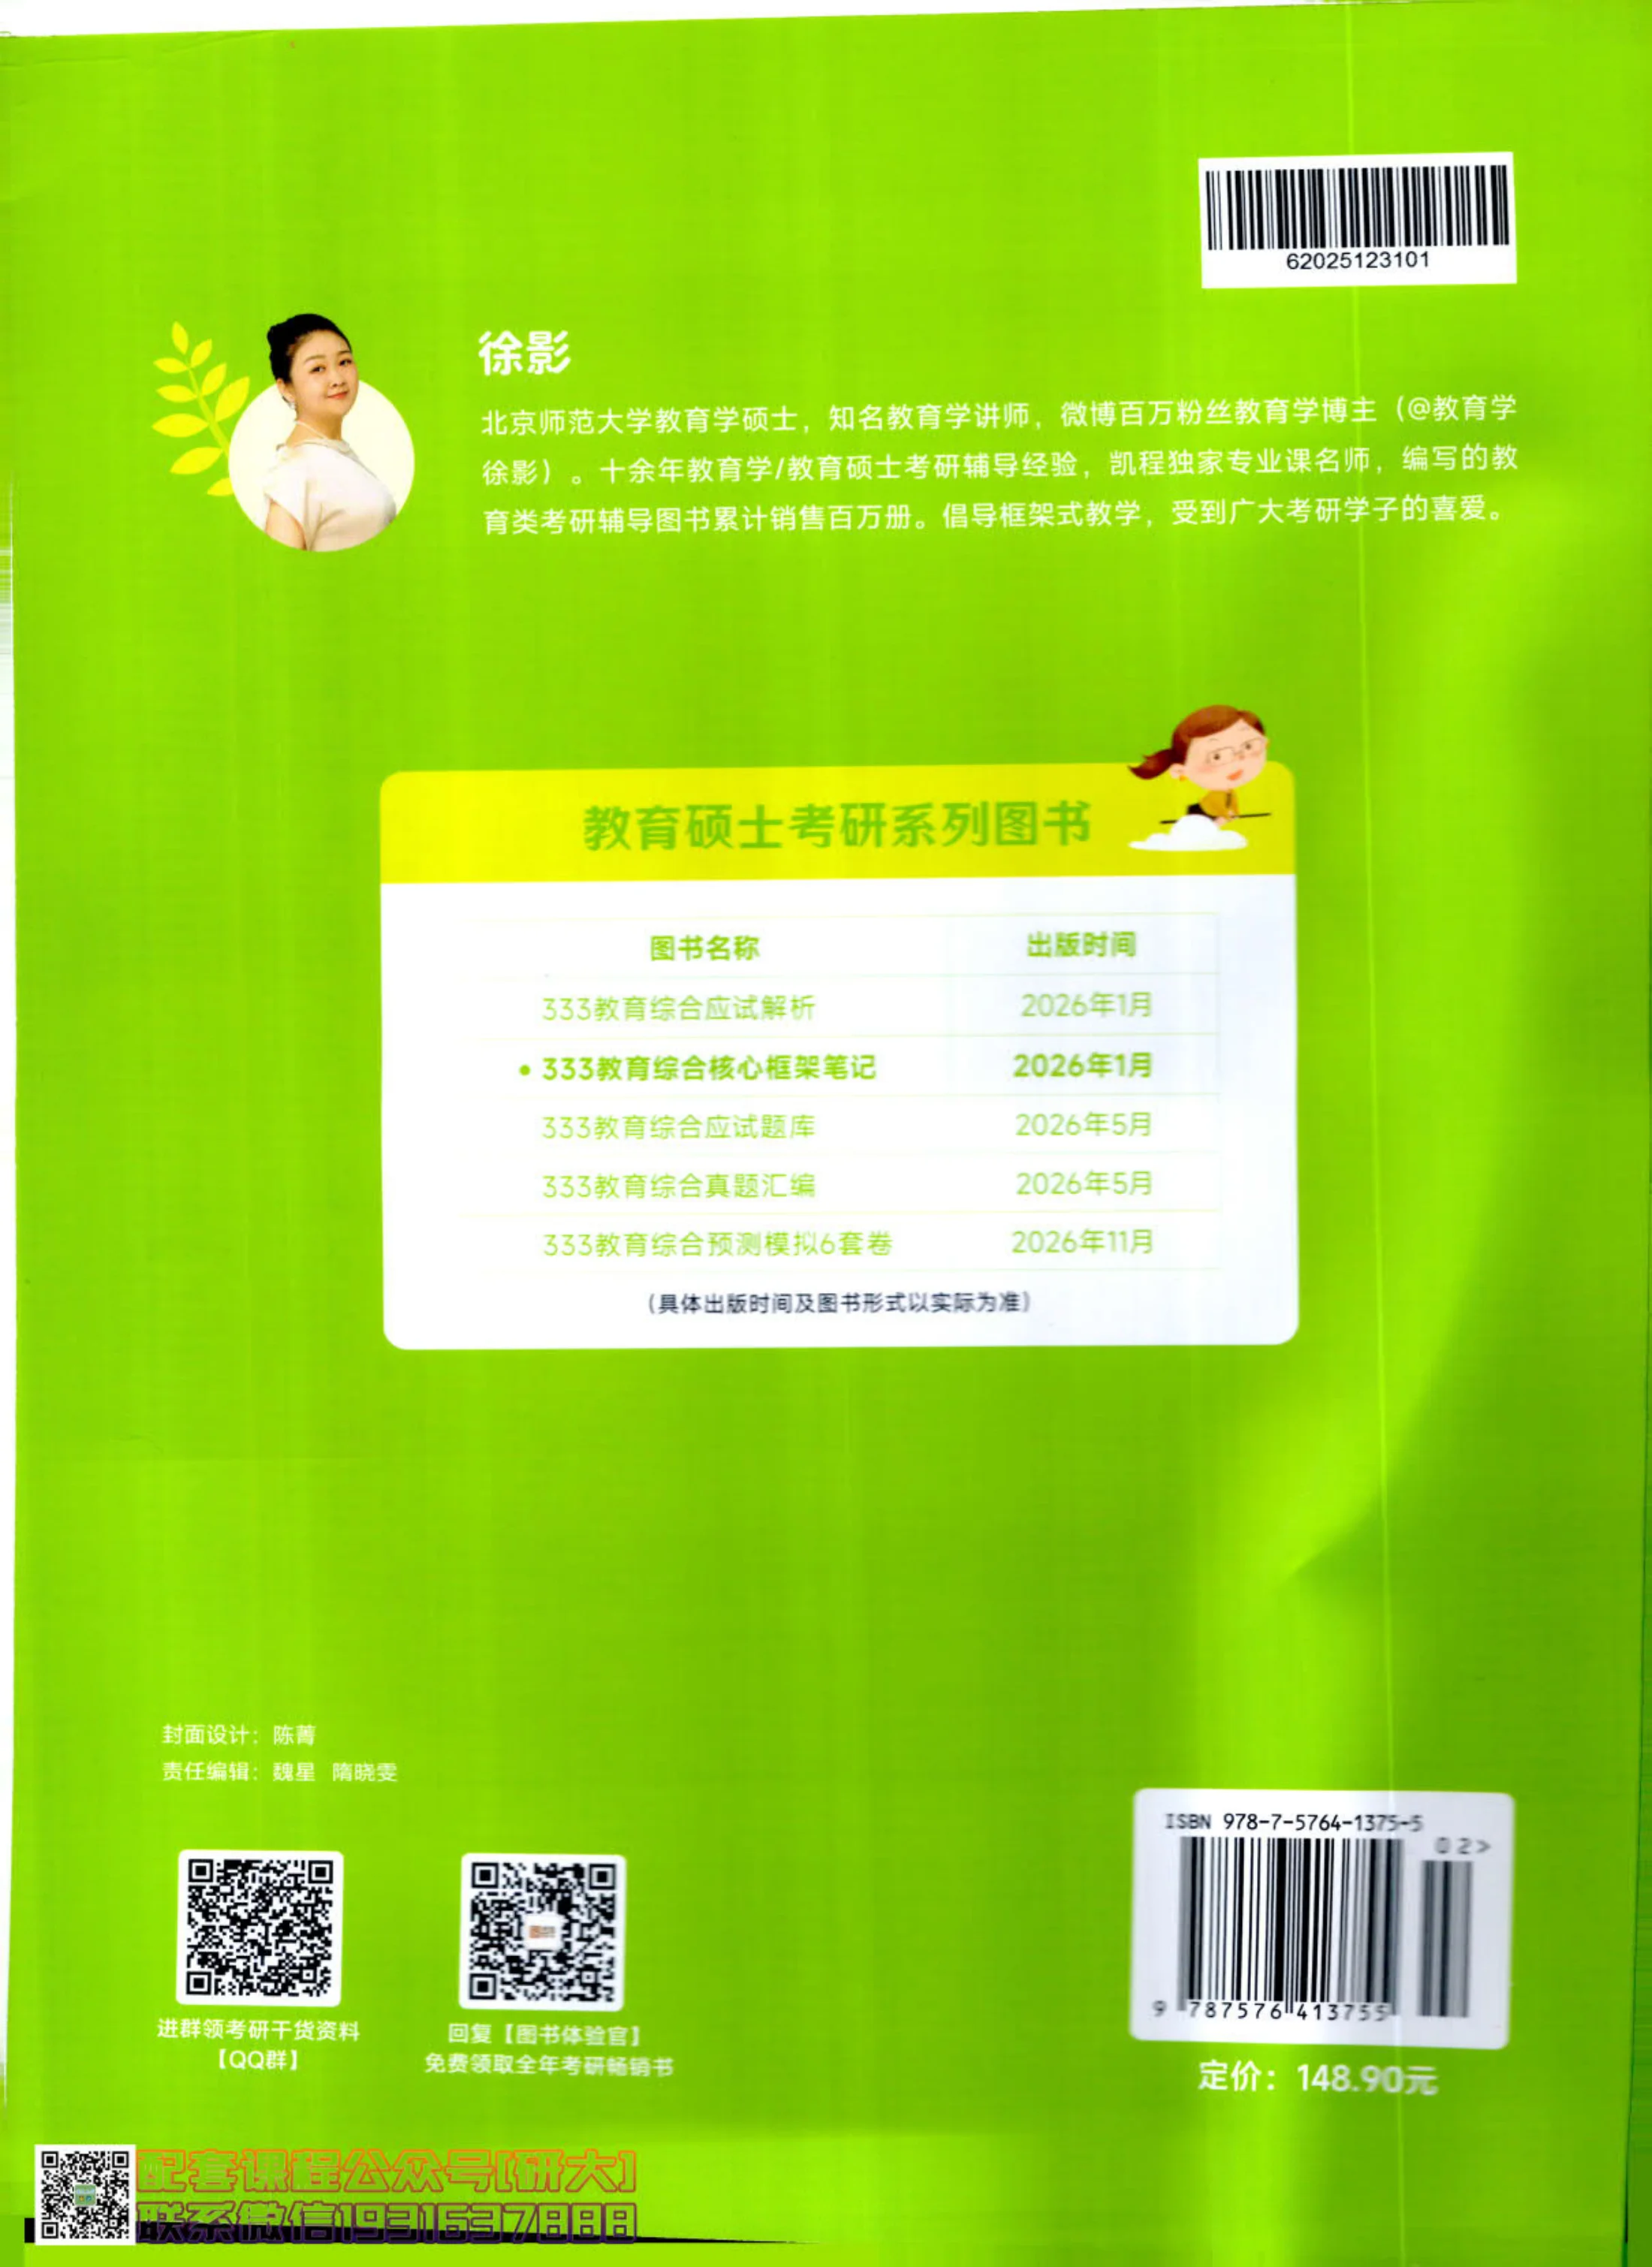 62025123101
徐影
北京师范大学教育学硕士，知名教育学讲师，微博百万粉丝教育学博主（@教育学
徐影）。十余年教育学/教育硕士考研辅导经验，凯程独家专业课名师，编写的教
育类考研辅导图书累计销售百万册。倡导框架式教学，受到广大考研学子的喜爱。
教育硕士考研系列图书
图书名称 出版时间
333教育综合应试解析 2026年1月
• 333教育综合核心框架笔记 2026年1月
333教育综合应试题库 2026年5月
333教育综合真题汇编 2026年5月
333教育综合预测模拟6套卷 2026年11月
（具体出版时间及图书形式以实际为准）
封面设计：陈菁
责任编辑：魏星 隋晓雯
进群领考研干货资料
【QQ群】
回复【图书体验官】
免费领取全年考研畅销书
ISBN 978-7-5764-1375-5
02>
9 787576 413755
定价：148.90元
配套课程公众号[研大]
联系微信1931637888